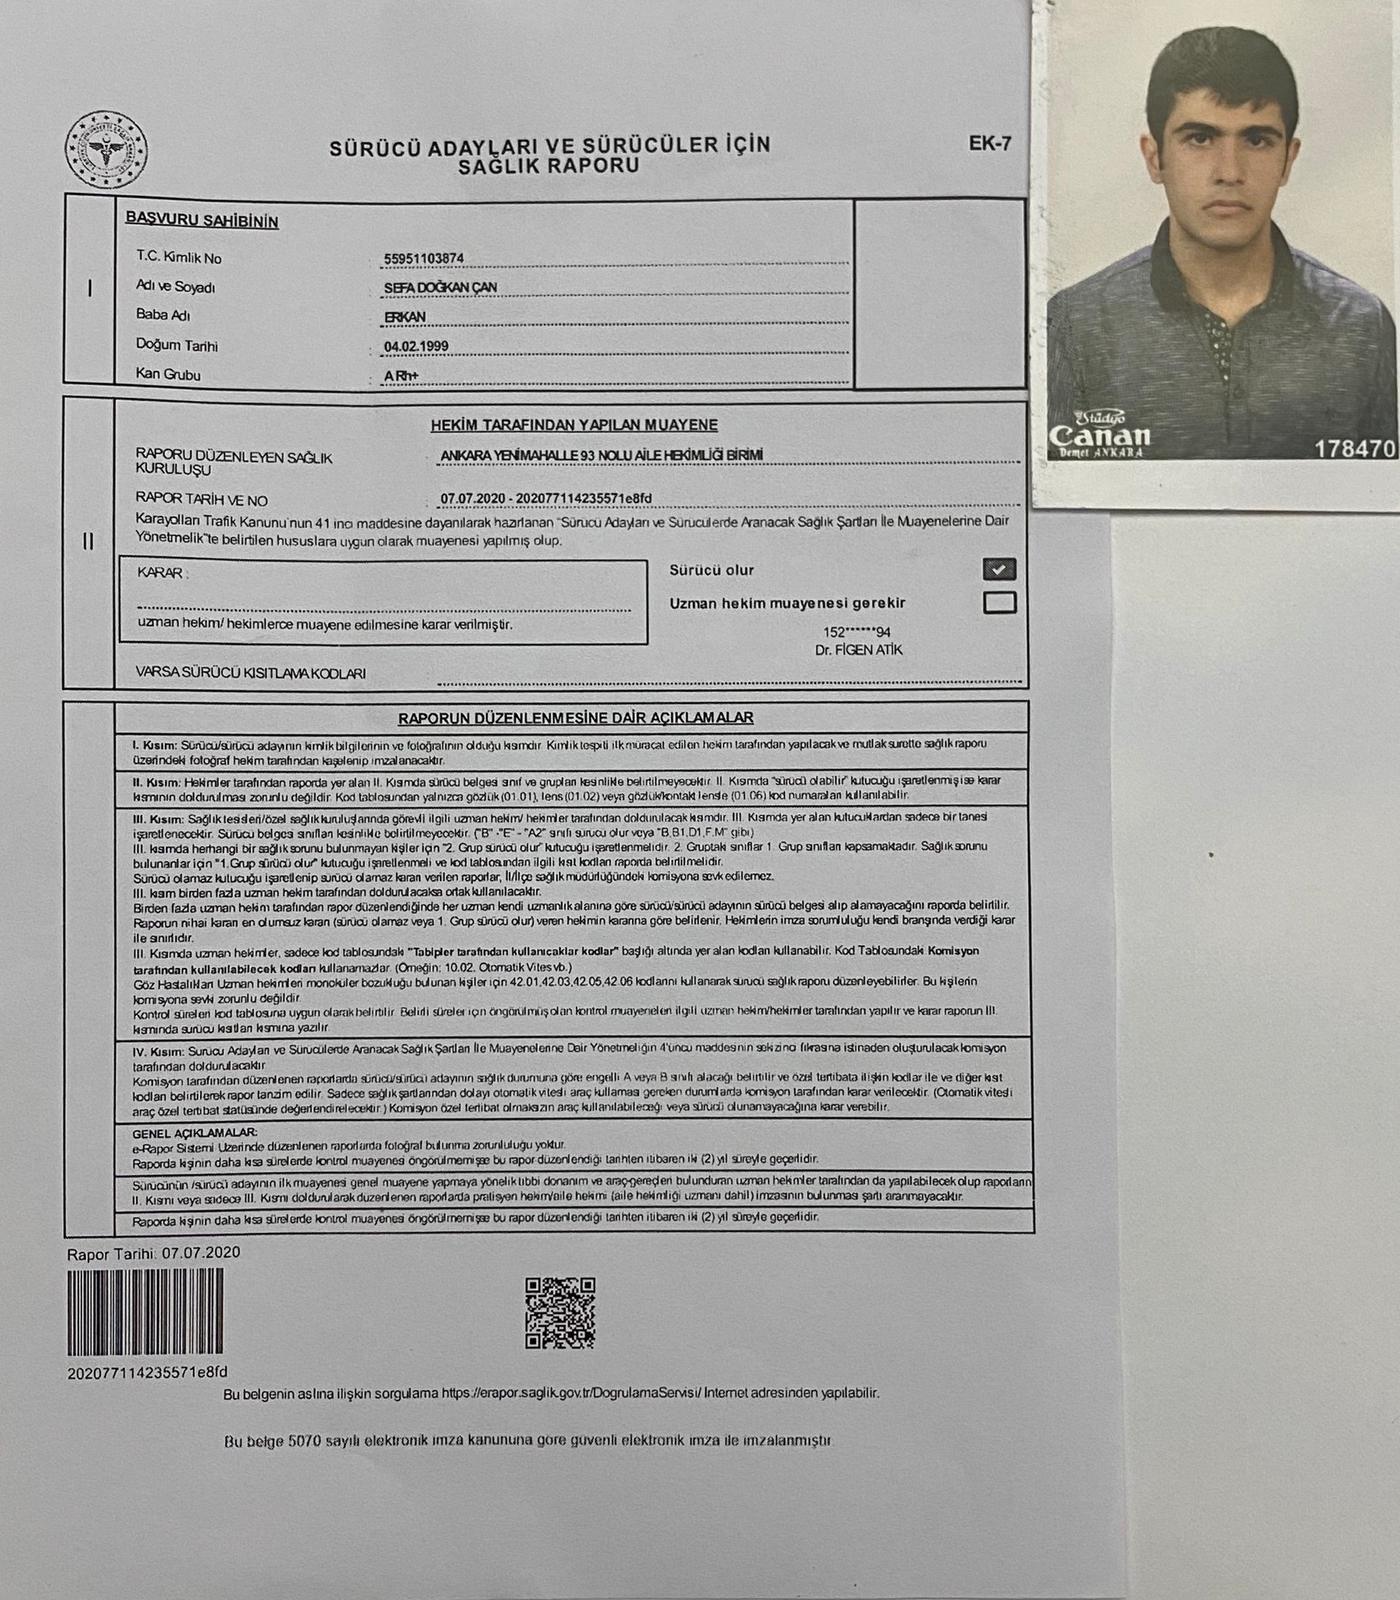 SÜRÜCÜ ADAYLARI VE SÜRÜCÜLER İÇİN
SAĞLIK RAPORU
EK-7
I
BAŞVURU SAHİBİNİN
T.C. Kimlik No : 55951103874
Adı ve Soyadı : SEFA DOĞKAN ÇAN
Baba Adı : ERKAN
Doğum Tarihi : 04.02.1999
Kan Grubu : A Rh+
Stüdyo
Canan
Demet ANKARA
178470
II
HEKİM TARAFINDAN YAPILAN MUAYENE
RAPORU DÜZENLEYEN SAĞLIK
KURULUŞU
: ANKARA YENİMAHALLE 93 NOLU AİLE HEKİMLİĞİ BİRİMİ
RAPOR TARİH VE NO : 07.07.2020 - 202077114235571e8fd
Karayolları Trafik Kanunu'nun 41 inci maddesine dayanılarak hazırlanan "Sürücü Adayları ve Sürücülerde Aranacak Sağlık Şartları İle Muayenelerine Dair
Yönetmelik"te belirtilen hususlara uygun olarak muayenesi yapılmış olup.
KARAR :
uzman hekim/ hekimlerce muayene edilmesine karar verilmiştir.
Sürücü olur
Uzman hekim muayenesi gerekir
152******94
Dr. FİGEN ATİK
VARSA SÜRÜCÜ KISITLAMA KODLARI :
RAPORUN DÜZENLENMESİNE DAİR AÇIKLAMALAR
I. Kısım: Sürücü/sürücü adayının kimlik bilgilerinin ve fotoğrafının olduğu kısımdır. Kimlik tespiti ilk müracat edilen hekim tarafından yapılacak ve mutlak surette sağlık raporu
üzerindeki fotoğraf hekim tarafından kaşelenip imzalanacaktır.
II. Kısım: Hekimler tarafından raporda yer alan II. Kısmda sürücü belgesi sınıf ve grupları kesinlikle belirtilmeyecektir. II. Kısmda "sürücü olabilir" kutucuğu işaretlenmiş ise karar
kısmının doldurulması zorunlu değildir. Kod tablosundan yalnızca gözlük (01.01), lens (01.02) veya gözlük/kontakt lensle (01.06) kod numaraları kullanılabilir.
III. Kısım: Sağlık tesisleri/özel sağlık kuruluşlarında görevli ilgili uzman hekim/ hekimler tarafından doldurulacak kısımdır. III. Kısmda yer alan kutucuklardan sadece bir tanesi
işaretlenecektir. Sürücü belgesi sınıfları kesinlikle belirtilmeyecektir. ("B" -"E" - "A2" sınıfı sürücü olur veya "B,B1,D1,F,M" gibi)
III. kısımda herhangi bir sağlık sorunu bulunmayan kişiler için "2. Grup sürücü olur" kutucuğu işaretlenmelidir. 2. Gruptaki sınıflar 1. Grup sınıfları kapsamaktadır. Sağlık sorunu
bulunanlar için "1.Grup sürücü olur" kutucuğu işaretlenmeli ve kod tablosından ilgili kısıt kodları raporda belirtilmelidir.
Sürücü olamaz kutucuğu işaretlenip sürücü olamaz kararı verilen raporlar, İl/İlçe sağlık müdürlüğündeki komisyona sevk edilemez.
III. kısım birden fazla uzman hekim tarafından doldurulacaksa ortak kullanılacaktır.
Birden fazla uzman hekim tarafından rapor düzenlendiğinde her uzman kendi uzmanlık alanına göre sürücü/sürücü adayının sürücü belgesi alıp alamayacağını raporda belirtilir.
Raporun nihai kararı en olumsuz kararı (sürücü olamaz veya 1. Grup sürücü olur) veren hekimin kararına göre belirlenir. Hekimlerin imza sorumluluğu kendi branşında verdiği karar
ile sınırlıdır.
III. Kısımda uzman hekimler, sadece kod tablosundaki "Tabipler tarafından kullanıcaklar kodlar" başlığı altında yer alan kodları kullanabilir. Kod Tablosundaki Komisyon
tarafından kullanılabilecek kodları kullanamazlar. (Örneğin: 10.02. Otomatik Vites vb.)
Göz Hastalıkları Uzman hekimleri monoküler bozukluğu bulunan kişiler için 42.01,42.03,42.05,42.06 kodlarını kullanarak sürücü sağlık raporu düzenleyebilirler. Bu kişilerin
komisyona sevki zorunlu değildir.
Kontrol süreleri kod tablosuna uygun olarak belirtilir. Belirli süreler için öngörülmüş olan kontrol muayeneleri ilgili uzman hekim/hekimler tarafından yapılır ve karar raporun III.
kısmında sürücü kısıtları kısmına yazılır.
IV. Kısım: Sürücü Adayları ve Sürücülerde Aranacak Sağlık Şartları İle Muayenelerine Dair Yönetmeliğin 4'üncü maddesinin sekizinci fıkrasına istinaden oluşturulacak komisyon
tarafından doldurulacaktır.
Komisyon tarafından düzenlenen raporlarda sürücü/sürücü adayının sağlık durumuna göre engelli A veya B sınıfı alacağı belirtilir ve özel tertibata ilişkin kodlar ile ve diğer kısıt
kodları belirtilerek rapor tanzim edilir. Sadece sağlık şartlarından dolayı otomatik vitesli araç kullaması gereken durumlarda komisyon tarafından karar verilecektir. (Otomatik vitesli
araç özel tertibat statüsünde değerlendirelecektir.) Komisyon özel tertibat olmaksızın araç kullanılabileceği veya sürücü olunamayacağına karar verebilir.
GENEL AÇIKLAMALAR:
e-Rapor Sistemi Üzerinde düzenlenen raporlarda fotoğraf bulunma zorunluluğu yoktur.
Raporda kişinin daha kısa sürelerde kontrol muayenesi öngörülmemişse bu rapor düzenlendiği tarihten itibaren iki (2) yıl süreyle geçerlidir.
Sürücünün /sürücü adayının ilk muayenesi genel muayene yapmaya yönelik tıbbi donanım ve araç-gereçleri bulunduran uzman hekimler tarafından da yapılabilecek olup raporların
II. Kısmı veya sadece III. Kısmı doldurularak düzenlenen raporlarda pratisyen hekim/aile hekimi (aile hekimliği uzmanı dahil) imzasının bulunması şartı aranmayacaktır.
Raporda kişinin daha kısa sürelerde kontrol muayenesi öngörülmemişse bu rapor düzenlendiği tarihten itibaren iki (2) yıl süreyle geçerlidir.
Rapor Tarihi: 07.07.2020
202077114235571e8fd
Bu belgenin aslına ilişkin sorgulama https://erapor.saglik.gov.tr/DogrulamaServisi/ Internet adresinden yapılabilir.
Bu belge 5070 sayılı elektronik imza kanununa göre güvenli elektronik imza ile imzalanmıştır